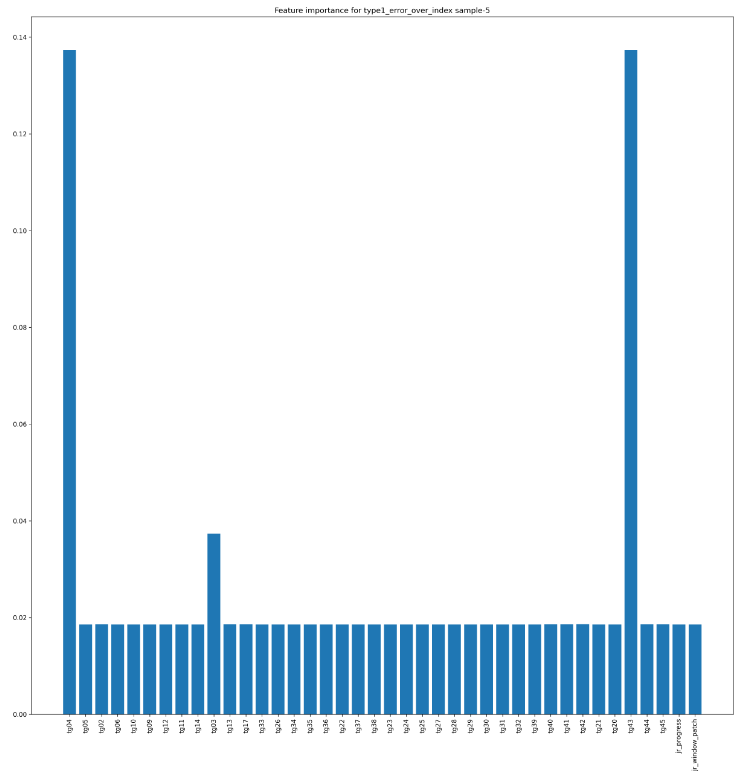 Feature importance for type1_error_over_index sample-5
0.14
0.12
0.10
0.08
0.06
0.04
0.02
0.00
tg04
tg05
tg02
tg06
tg10
tg09
tg12
tg11
tg14
tg03
tg13
tg17
tg33
tg26
tg34
tg35
tg36
tg22
tg37
tg38
tg23
tg24
tg25
tg27
tg28
tg29
tg30
tg31
tg32
tg39
tg40
tg41
tg42
tg21
tg20
tg43
tg44
tg45
jr_progress
jr_window_patch